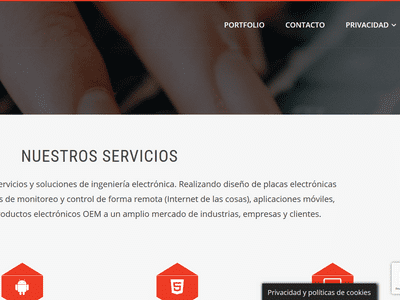 PORTFOLIO CONTACTO PRIVACIDAD
NUESTROS SERVICIOS
servicios y soluciones de ingeniería electrónica. Realizando diseño de placas electrónicas
s de monitoreo y control de forma remota (Internet de las cosas), aplicaciones móviles,
roductos electrónicos OEM a un amplio mercado de industrias, empresas y clientes.
Privacidad y políticas de cookies